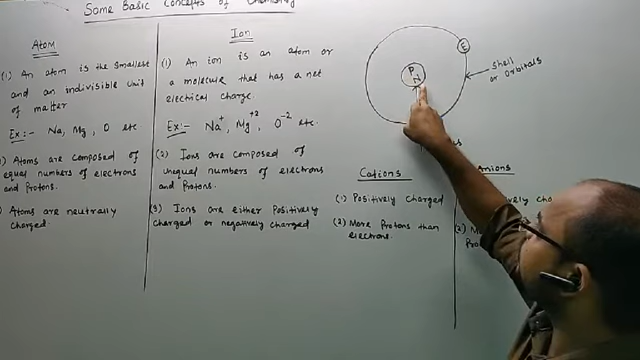 Some Basic Concepts of Chemistry
Atom
(1) An atom is the smallest
and an indivisible unit
of matter
Ex:- Na, Mg, O etc
Atoms are composed of
equal numbers of electrons
and Protons.
Atoms are neutrally
charged.
Ion
(1) An ion is an atom or
a molecule that has a net
electrical charge.
Ex:- Na+, Mg+2, O-2 etc.
(2) Ions are composed of
unequal numbers of electrons
and Protons.
(3) Ions are either Positively
charged or negatively charged
E
P
N
Shell
or Orbitals
Cations
(1.) Positively Charged
(2) More Protons than
electrons.
Anions
(2)